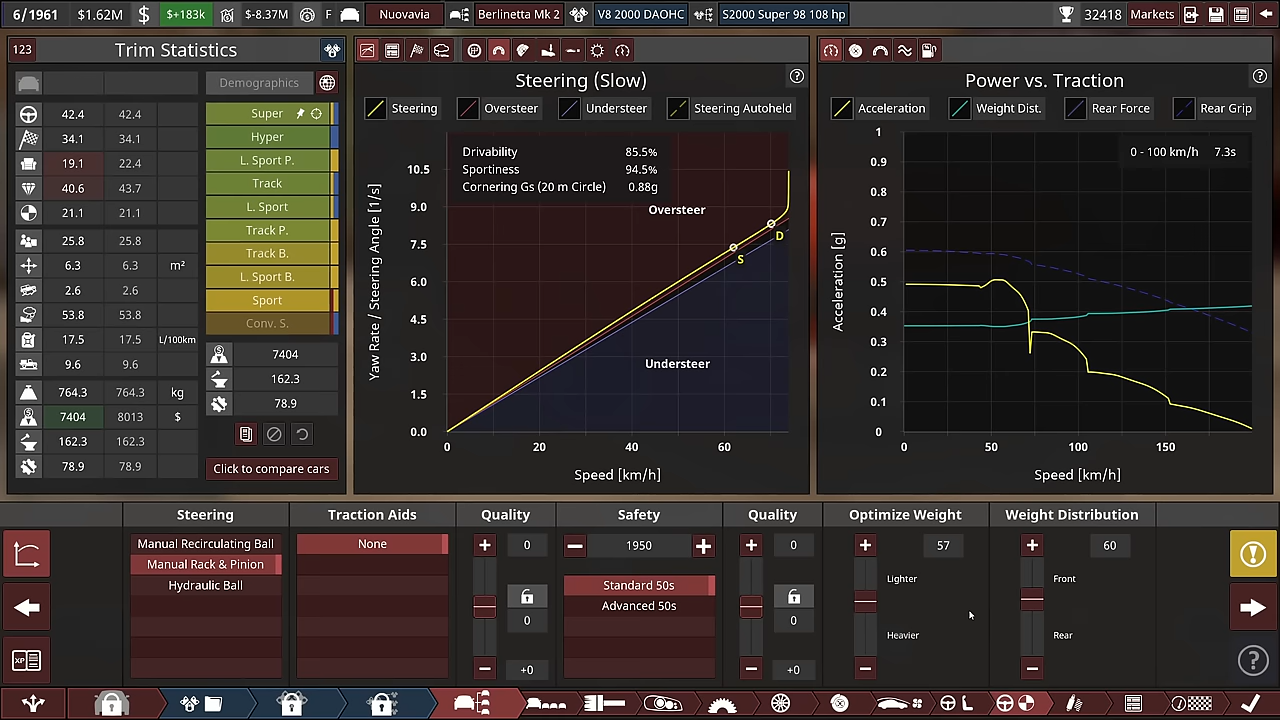 6/1961 $ $1.62M $+183k $-8.37M F Nuovavia Berlinetta Mk 2 V8 2000 DAOHC S2000 Super 98 108 hp 32418 Markets
123 Trim Statistics
Demographics
42.4 42.4
34.1 34.1
19.1 22.4
40.6 43.7
21.1 21.1
25.8 25.8
6.3 6.3 m²
2.6 2.6
53.8 53.8
17.5 17.5 L/100km
9.6 9.6
764.3 764.3 kg
7404 8013 $
162.3 162.3
78.9 78.9
Super
Hyper
L. Sport P.
Track
L. Sport
Track P.
Track B.
L. Sport B.
Sport
Conv. S.
7404
162.3
78.9
Click to compare cars
Steering (Slow)
?
Steering Oversteer Understeer Steering Autoheld
Drivability 85.5%
Sportiness 94.5%
Cornering Gs (20 m Circle) 0.88g
Oversteer
Understeer
S
D
Yaw Rate / Steering Angle [1/s]
10.5
9.0
7.5
6.0
4.5
3.0
1.5
0.0
0 20 40 60
Speed [km/h]
Power vs. Traction
?
Acceleration Weight Dist. Rear Force Rear Grip
0 - 100 km/h 7.3s
Acceleration [g]
1
0.9
0.8
0.7
0.6
0.5
0.4
0.3
0.2
0.1
0
0 50 100 150
Speed [km/h]
Steering
Manual Recirculating Ball
Manual Rack & Pinion
Hydraulic Ball
Traction Aids
None
Quality
+ 0
0
− +0
Safety
− 1950 +
Standard 50s
Advanced 50s
Quality
+ 0
0
− +0
Optimize Weight
+ 57
Lighter
Heavier
−
Weight Distribution
+ 60
Front
Rear
−
XP
!
?